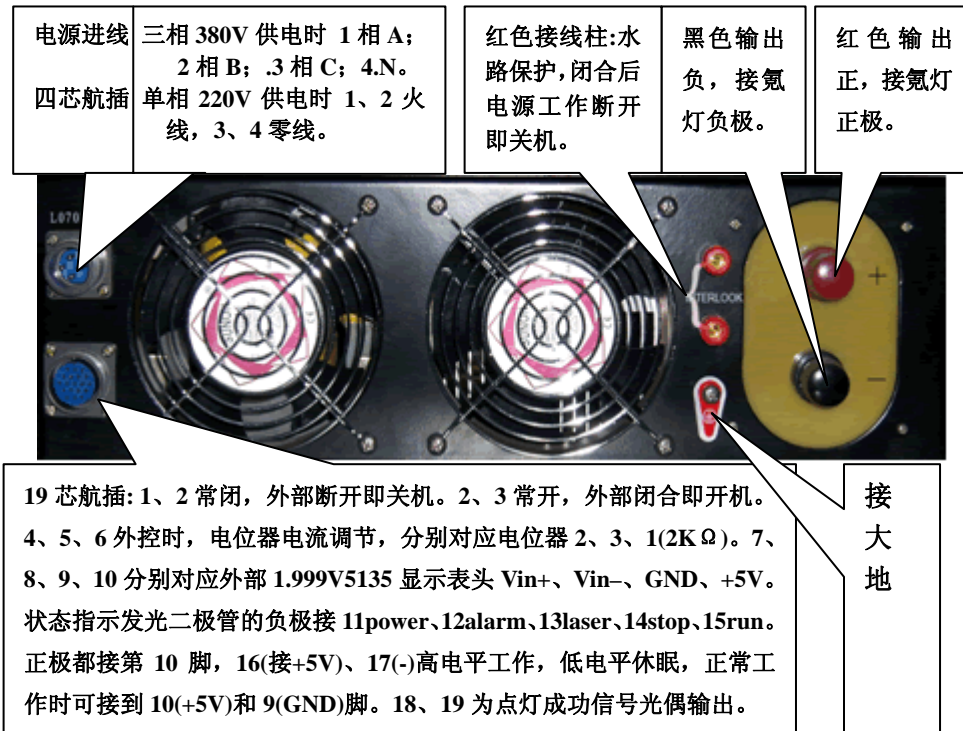 电源进线 三相 380V 供电时 1 相 A；
2 相 B；.3 相 C；4.N。
四芯航插 单相 220V 供电时 1、2 火
线，3、4 零线。
红色接线柱:水
路保护，闭合后
电源工作断开
即关机。
黑色输出
负，接氪
灯负极。
红色输出
正，接氪灯
正极。
L070
TERLOOK
+
−
19 芯航插: 1、2 常闭，外部断开即关机。2、3 常开，外部闭合即开机。
4、5、6 外控时，电位器电流调节，分别对应电位器 2、3、1(2KΩ)。7、
8、9、10 分别对应外部 1.999V5135 显示表头 Vin+、Vin–、GND、+5V。
状态指示发光二极管的负极接 11power、12alarm、13laser、14stop、15run。
正极都接第 10 脚，16(接+5V)、17(-)高电平工作，低电平休眠，正常工
作时可接到 10(+5V)和 9(GND)脚。18、19 为点灯成功信号光偶输出。
接
大
地